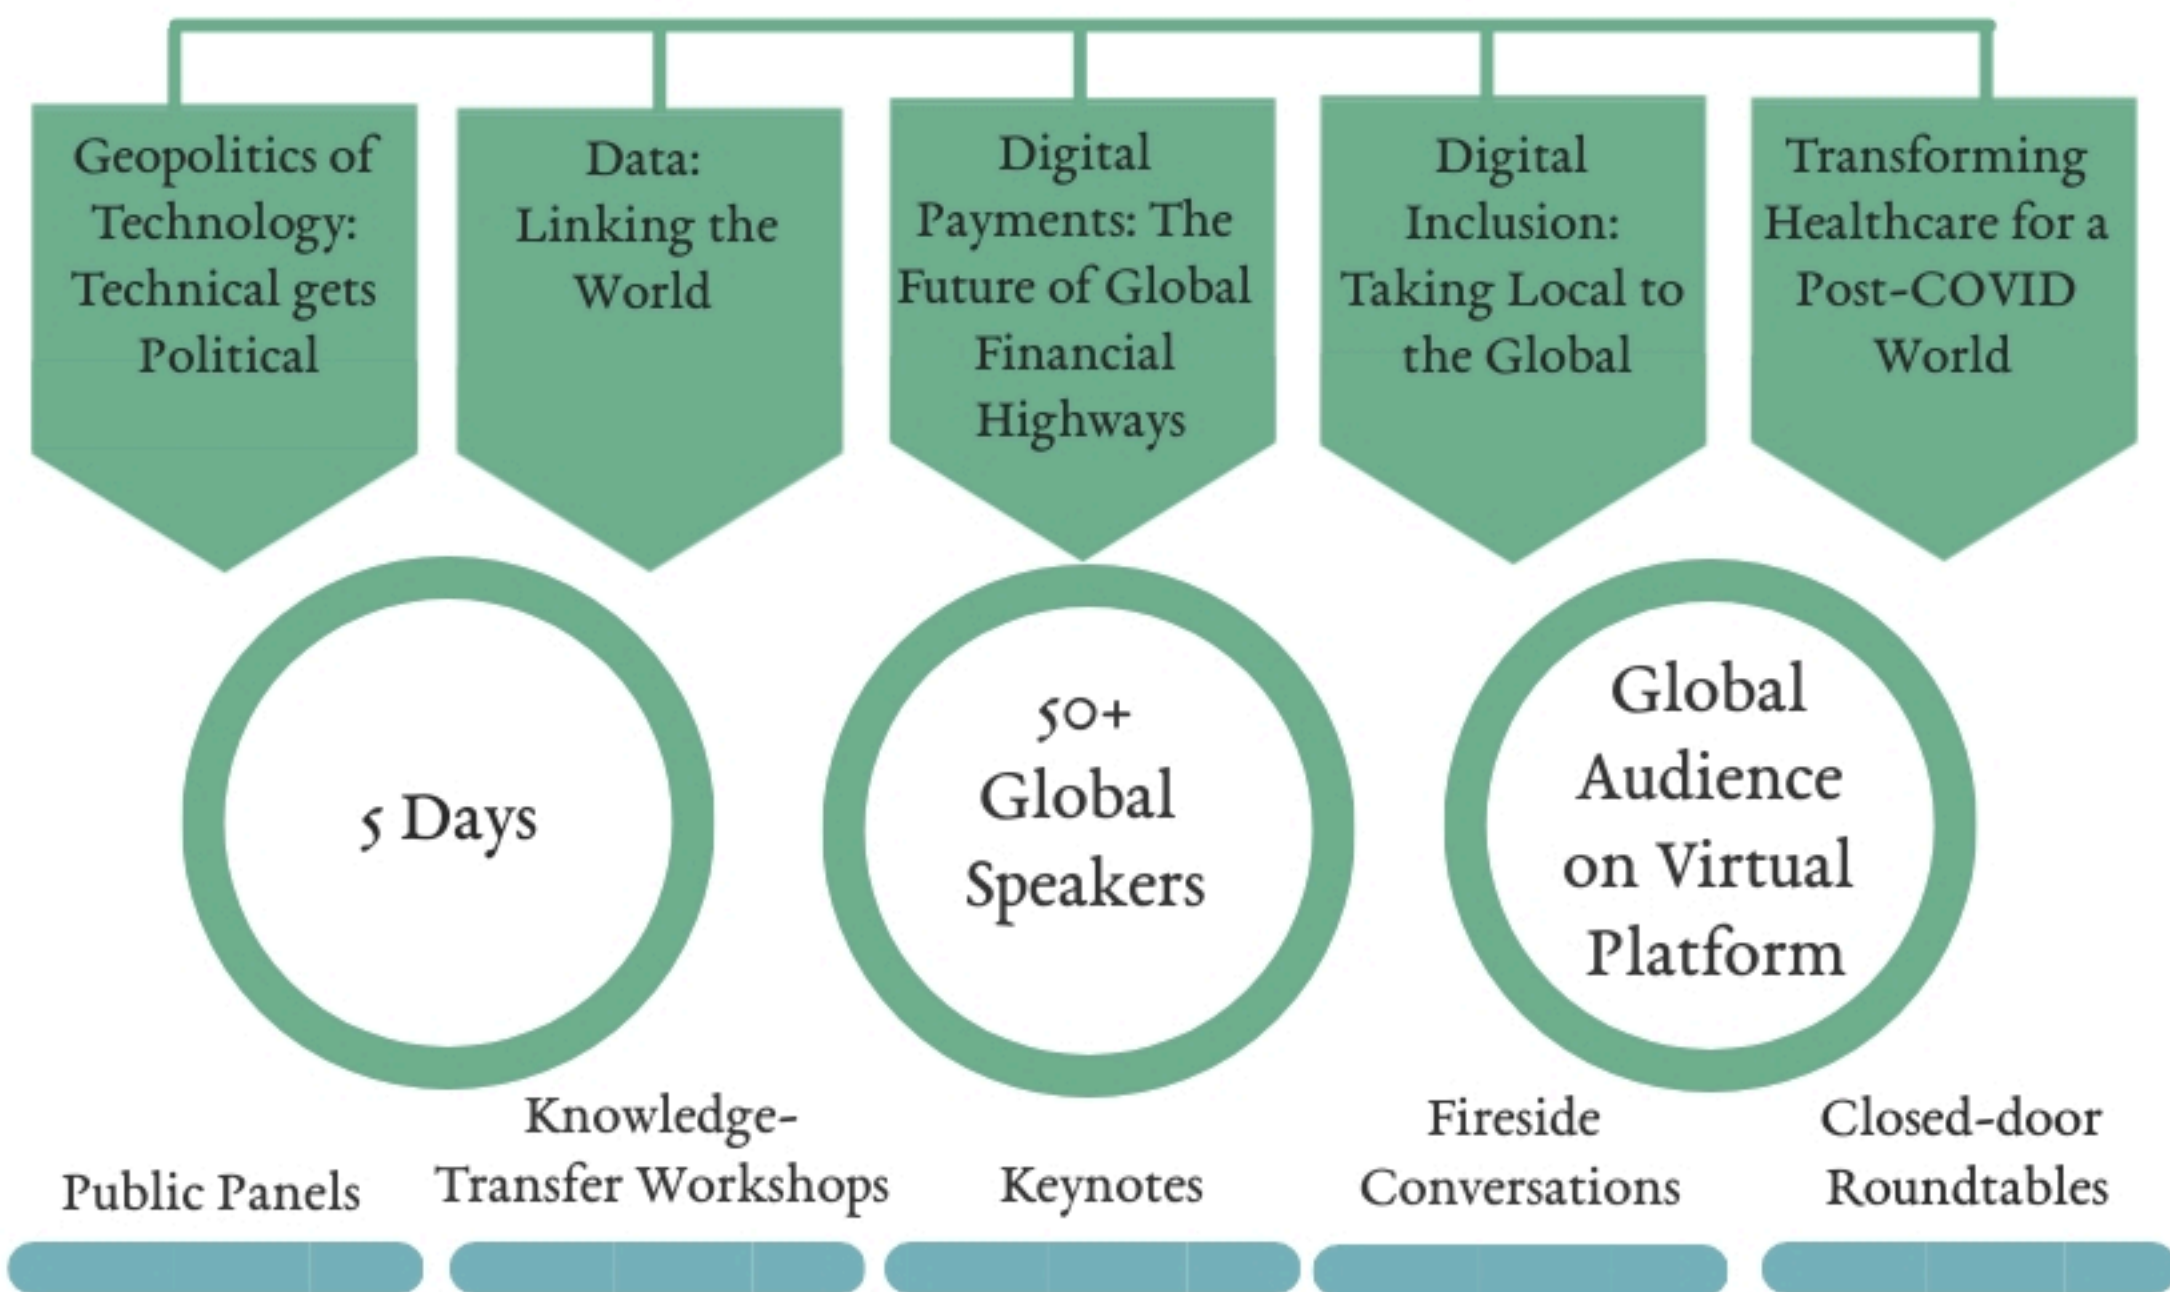 Geopolitics of
Technology:
Technical gets
Political
Data:
Linking the
World
Digital
Payments: The
Future of Global
Financial
Highways
Digital
Inclusion:
Taking Local to
the Global
Transforming
Healthcare for a
Post-COVID
World
5 Days
50+
Global
Speakers
Global
Audience
on Virtual
Platform
Public Panels
Knowledge-
Transfer Workshops
Keynotes
Fireside
Conversations
Closed-door
Roundtables